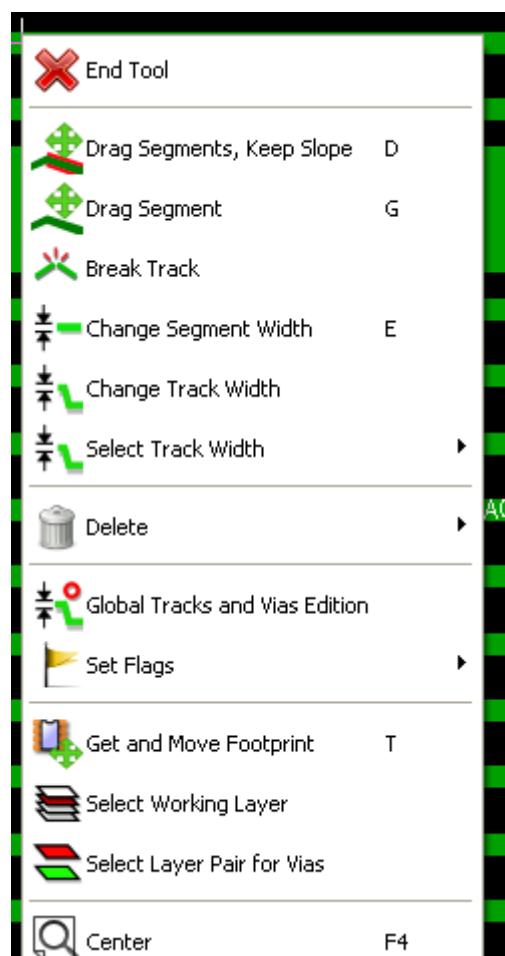 End Tool
Drag Segments, Keep Slope D
Drag Segment G
Break Track
Change Segment Width E
Change Track Width
Select Track Width
Delete
Global Tracks and Vias Edition
Set Flags
Get and Move Footprint T
Select Working Layer
Select Layer Pair for Vias
Center F4